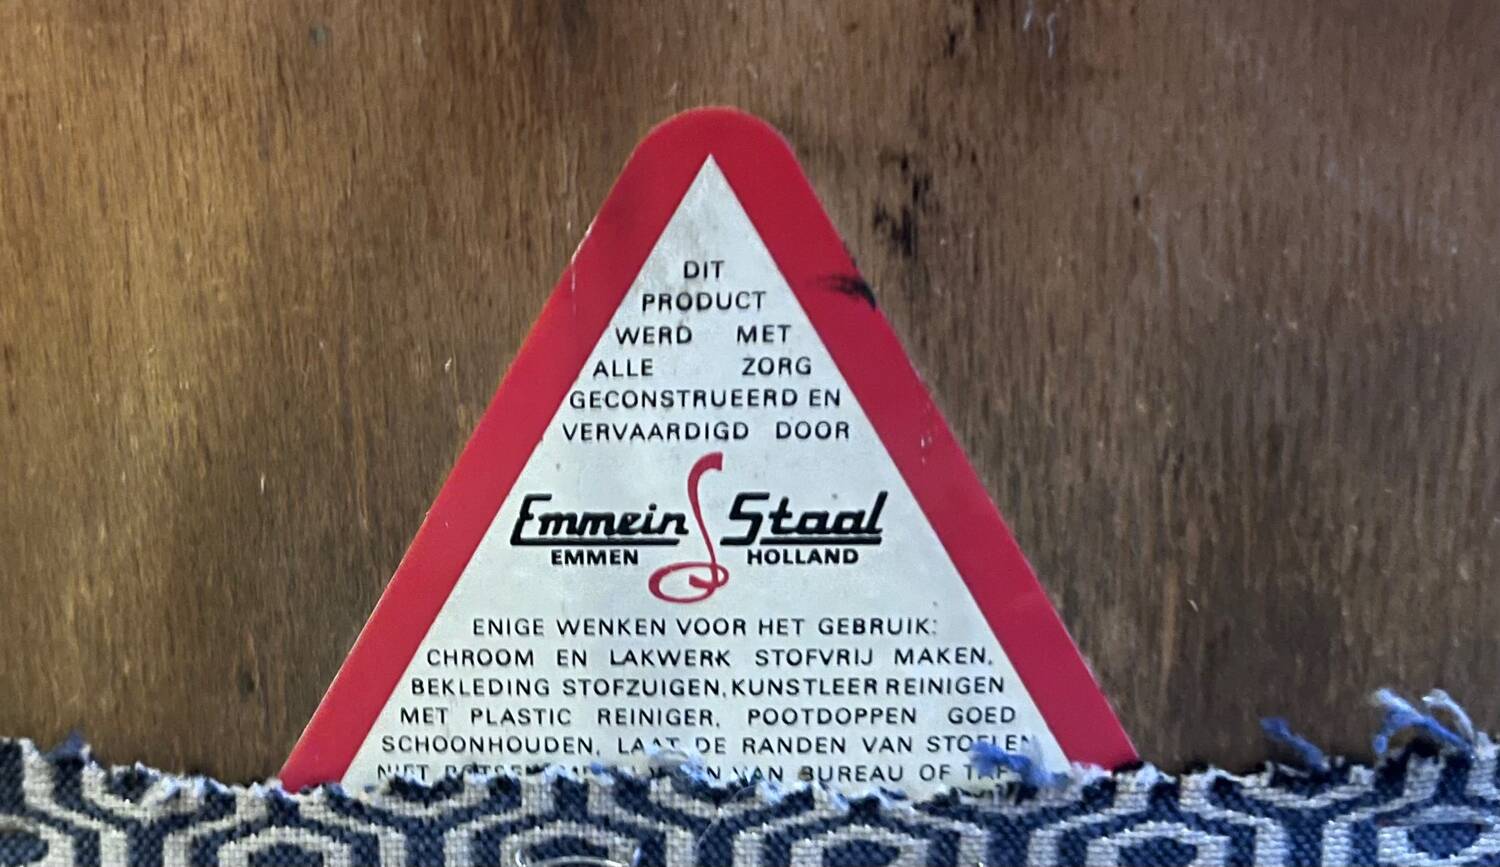 DIT
PRODUCT
WERD MET
ALLE ZORG
GECONSTRUEERD EN
VERVAARDIGD DOOR
Emmein Staal
EMMEN HOLLAND
ENIGE WENKEN VOOR HET GEBRUIK:
CHROOM EN LAKWERK STOFVRIJ MAKEN.
BEKLEDING STOFZUIGEN, KUNSTLEER REINIGEN
MET PLASTIC REINIGER, POOTDOPPEN GOED
SCHOONHOUDEN, LAAT DE RANDEN VAN STOELEN
NIET VAN BUREAU OF